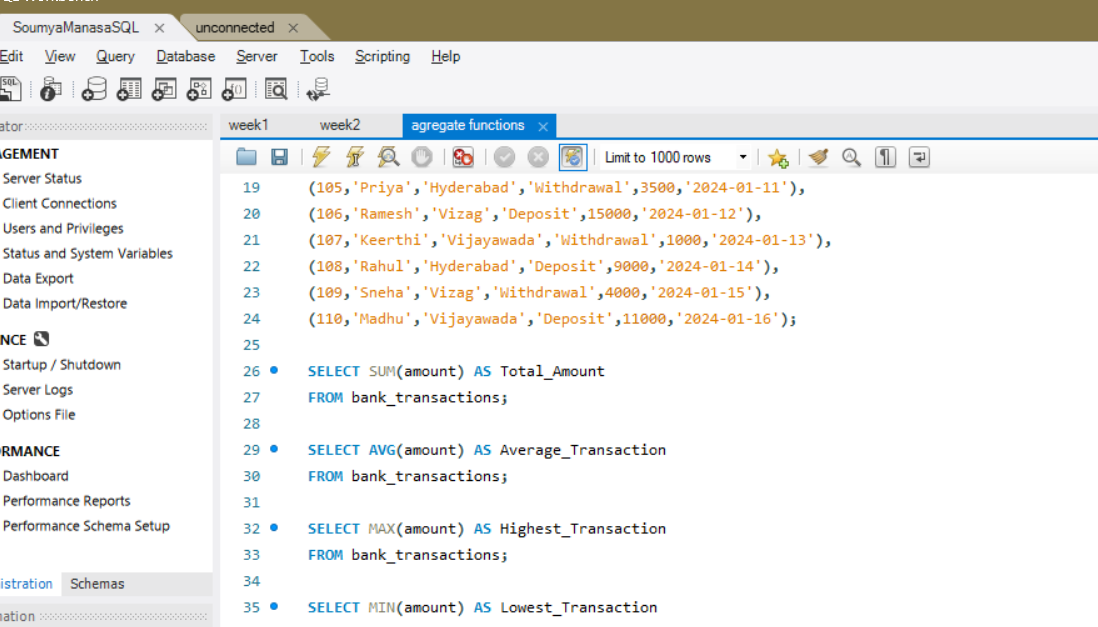 SoumyaManasaSQL
unconnected
Edit View Query Database Server Tools Scripting Help
SQL
week1 week2 agregate functions
Server Status
Client Connections
Users and Privileges
Status and System Variables
Data Export
Data Import/Restore
Startup / Shutdown
Server Logs
Options File
Dashboard
Performance Reports
Performance Schema Setup
Schemas
Limit to 1000 rows
19 (105,'Priya','Hyderabad','Withdrawal',3500,'2024-01-11'),
20 (106,'Ramesh','Vizag','Deposit',15000,'2024-01-12'),
21 (107,'Keerthi','Vijayawada','Withdrawal',1000,'2024-01-13'),
22 (108,'Rahul','Hyderabad','Deposit',9000,'2024-01-14'),
23 (109,'Sneha','Vizag','Withdrawal',4000,'2024-01-15'),
24 (110,'Madhu','Vijayawada','Deposit',11000,'2024-01-16');
25
26 SELECT SUM(amount) AS Total_Amount
27 FROM bank_transactions;
28
29 SELECT AVG(amount) AS Average_Transaction
30 FROM bank_transactions;
31
32 SELECT MAX(amount) AS Highest_Transaction
33 FROM bank_transactions;
34
35 SELECT MIN(amount) AS Lowest_Transaction